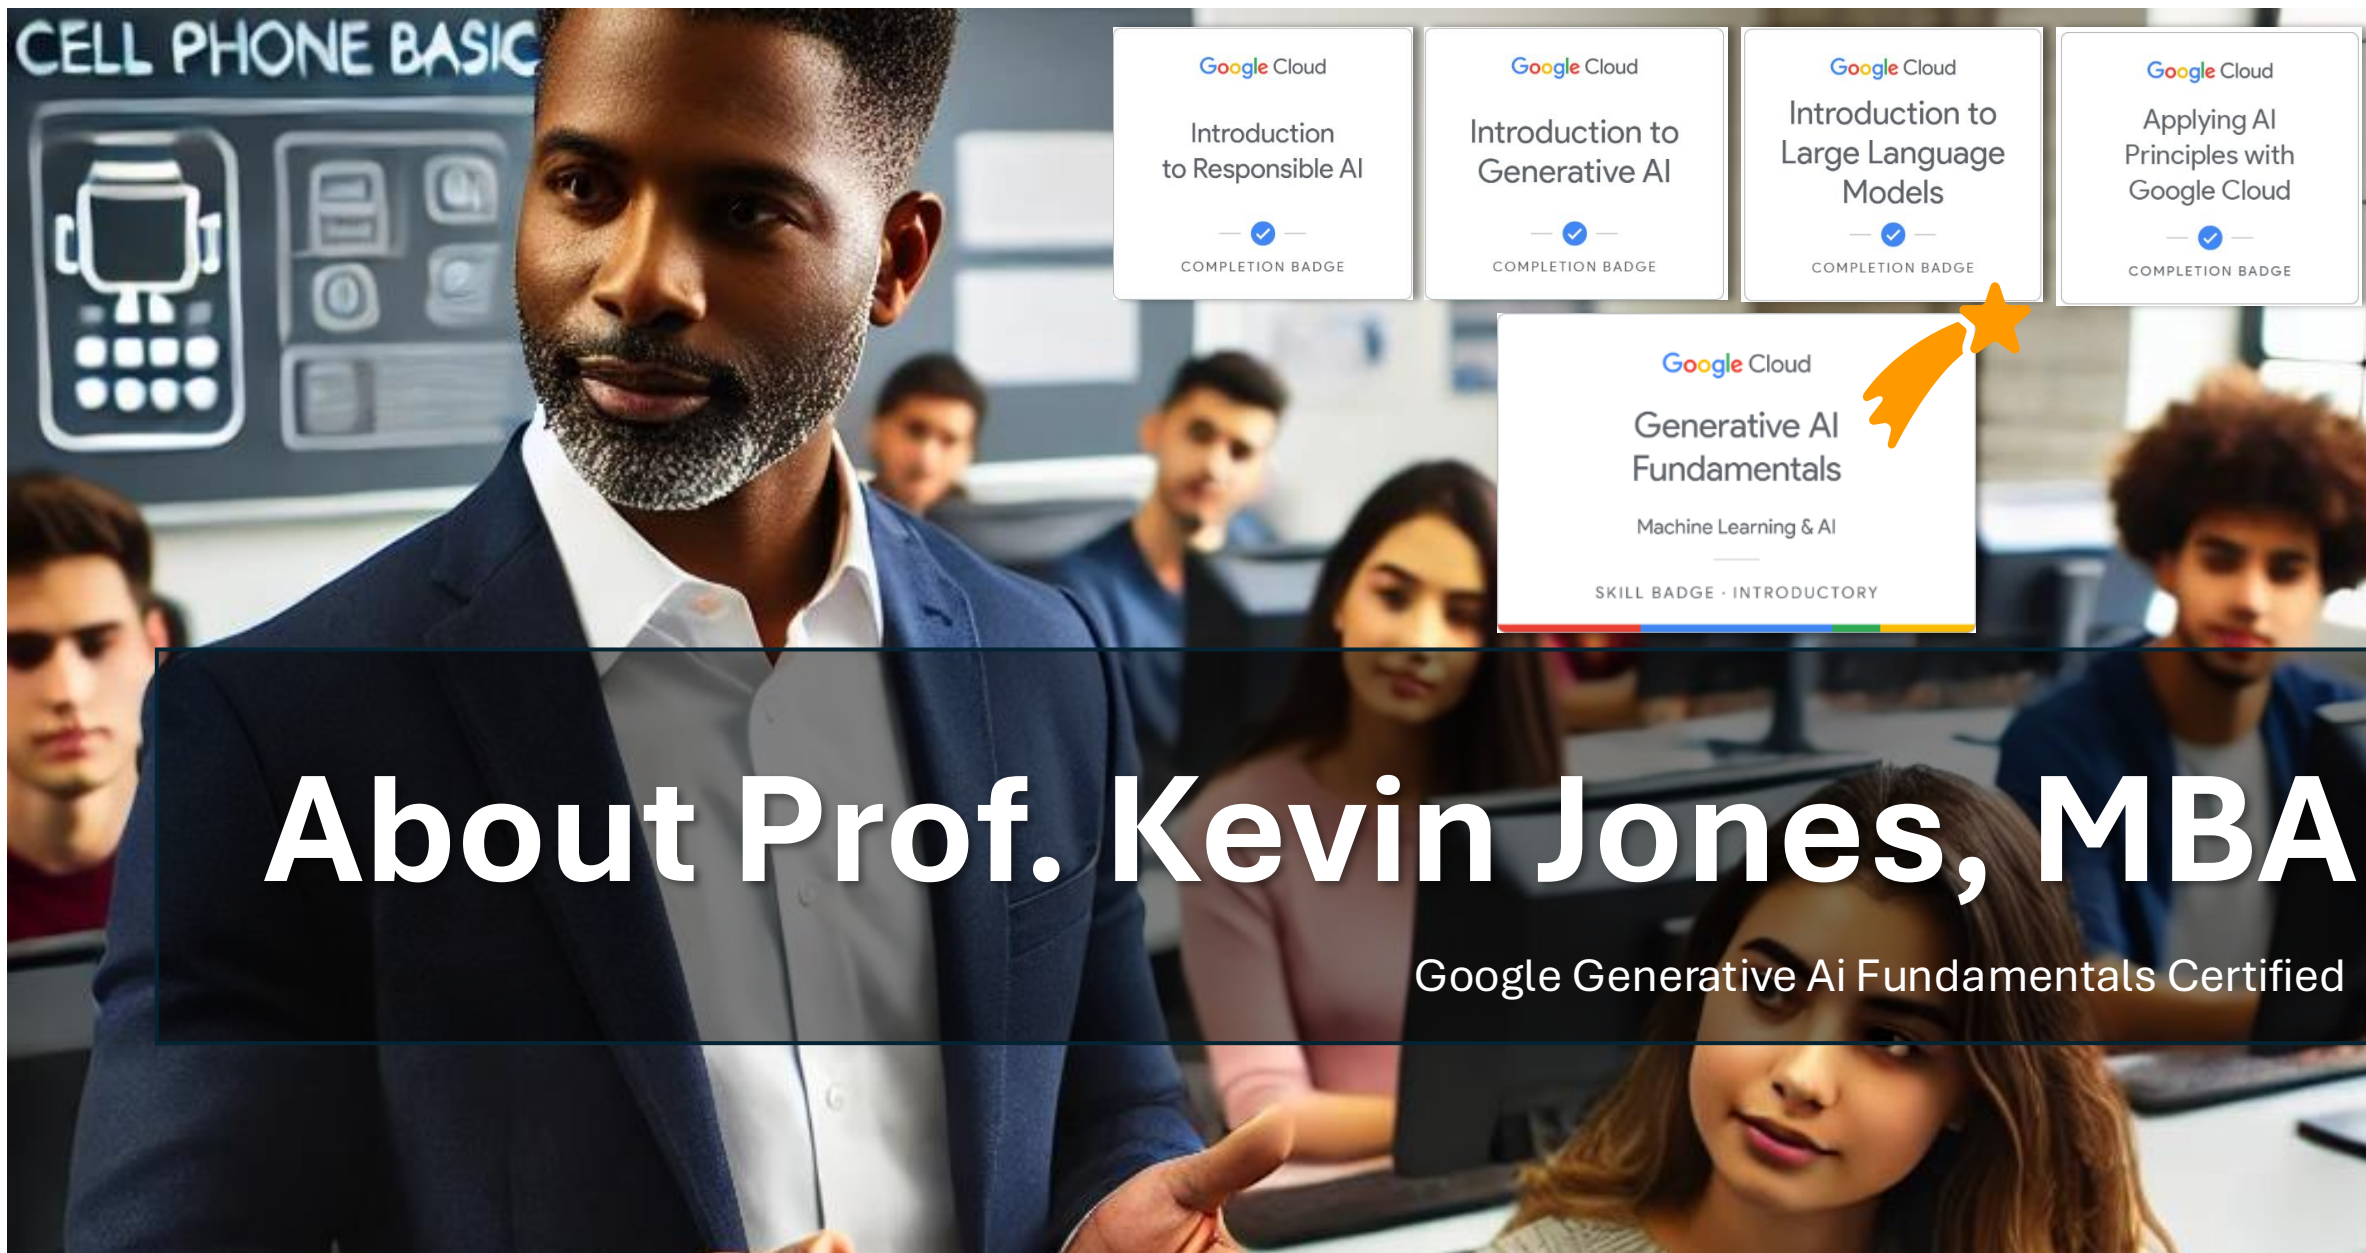 CELL PHONE BASIC
Google Cloud
Introduction
to Responsible AI
COMPLETION BADGE
Google Cloud
Introduction to
Generative AI
COMPLETION BADGE
Google Cloud
Introduction to
Large Language
Models
COMPLETION BADGE
Google Cloud
Applying AI
Principles with
Google Cloud
COMPLETION BADGE
Google Cloud
Generative AI
Fundamentals
Machine Learning & AI
SKILL BADGE · INTRODUCTORY
About Prof. Kevin Jones, MBA
Google Generative Ai Fundamentals Certified